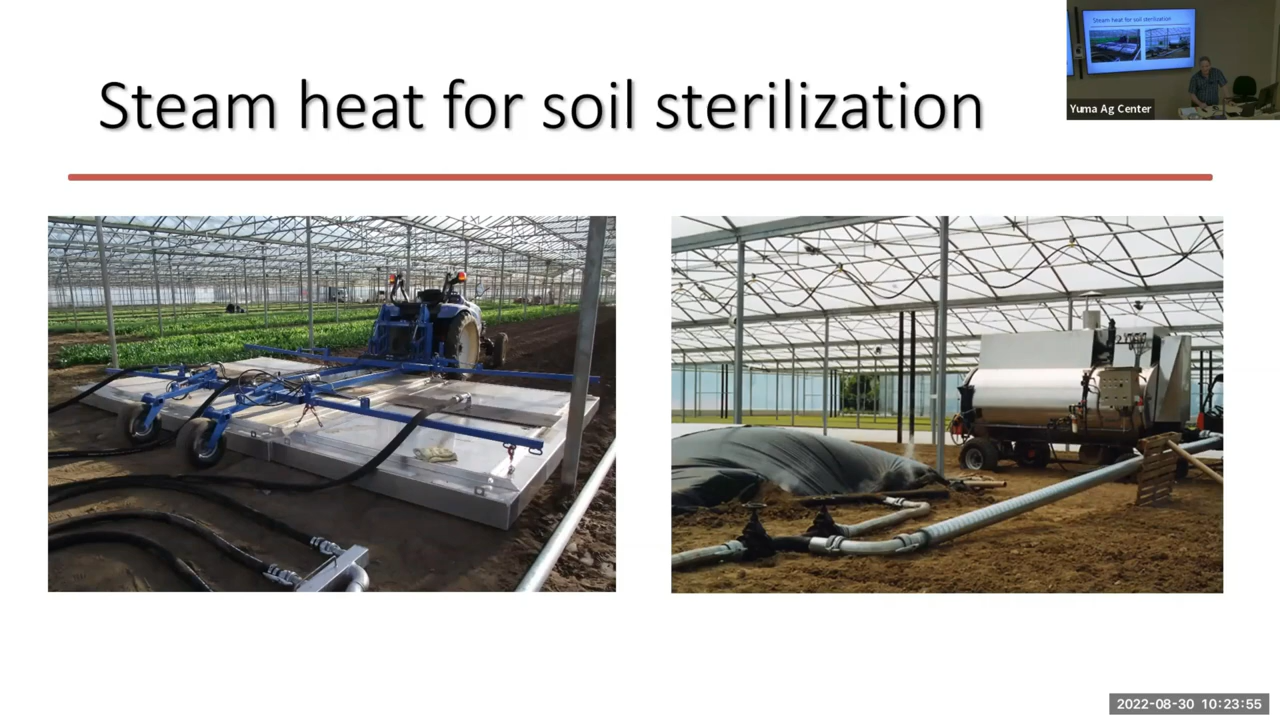 Steam heat for soil sterilization
Steam heat for soil sterilization
Yuma Ag Center
2022-08-30 10:23:55